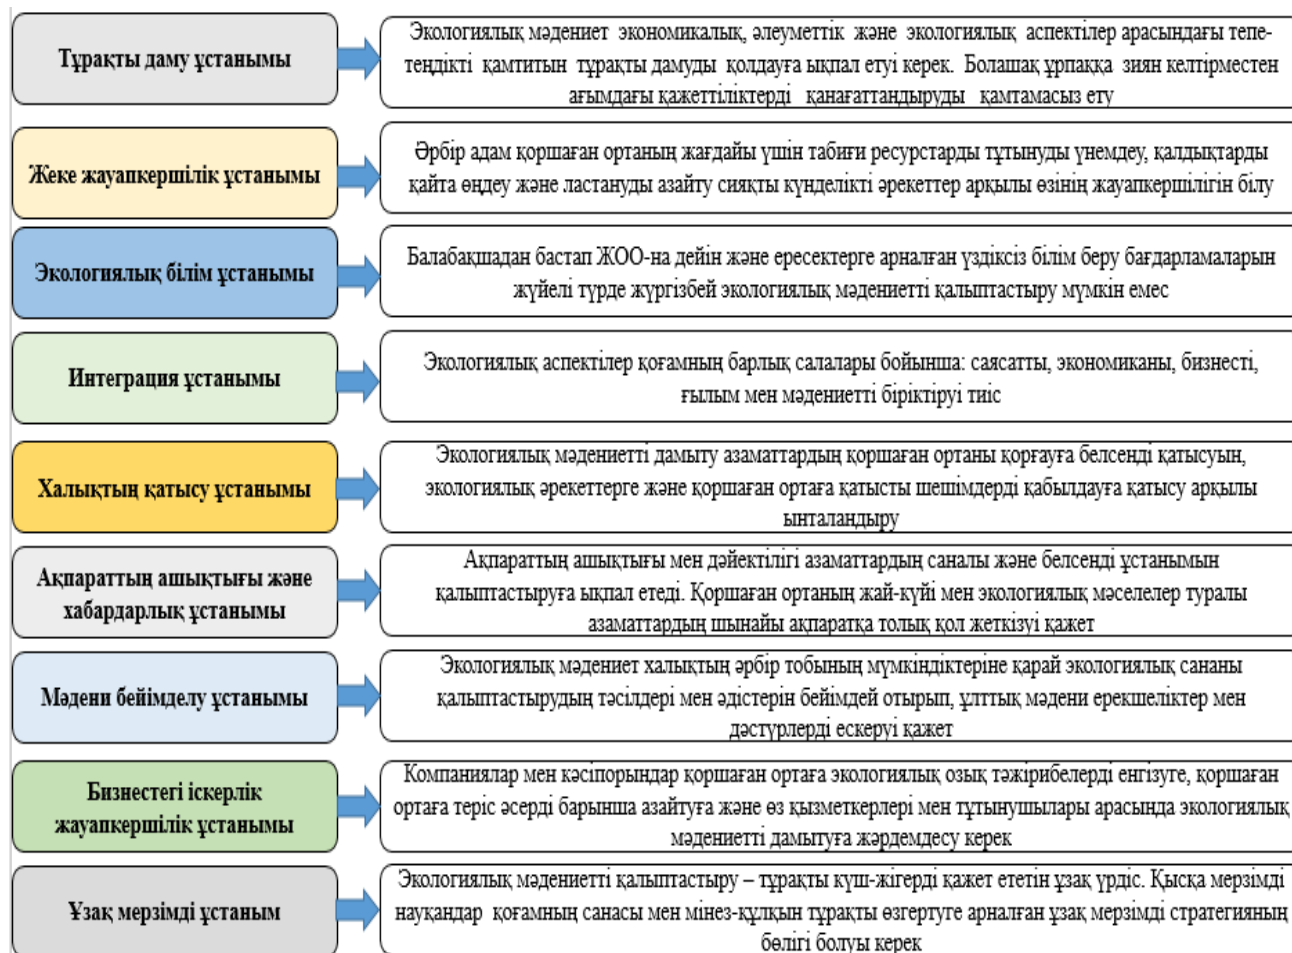 Тұрақты даму ұстанымы
Экологиялық мәдениет экономикалық, әлеуметтік және экологиялық аспектілер арасындағы тепе-
теңдікті қамтитын тұрақты дамуды қолдауға ықпал етуі керек. Болашақ ұрпаққа зиян келтірместен
ағымдағы қажеттіліктерді қанағаттандыруды қамтамасыз ету
Жеке жауапкершілік ұстанымы
Әрбір адам қоршаған ортаның жағдайы үшін табиғи ресурстарды тұтынуды үнемдеу, қалдықтарды
қайта өңдеу және ластануды азайту сияқты күнделікті әрекеттер арқылы өзінің жауапкершілігін білу
Экологиялық білім ұстанымы
Балабақшадан бастап ЖОО-на дейін және ересектерге арналған үздіксіз білім беру бағдарламаларын
жүйелі түрде жүргізбей экологиялық мәдениетті қалыптастыру мүмкін емес
Интеграция ұстанымы
Экологиялық аспектілер қоғамның барлық салалары бойынша: саясатты, экономиканы, бизнесті,
ғылым мен мәдениетті біріктіруі тиіс
Халықтың қатысу ұстанымы
Экологиялық мәдениетті дамыту азаматтардың қоршаған ортаны қорғауға белсенді қатысуын,
экологиялық әрекеттерге және қоршаған ортаға қатысты шешімдерді қабылдауға қатысу арқылы
ынталандыру
Ақпараттың ашықтығы және
хабардарлық ұстанымы
Ақпараттың ашықтығы мен дәйектілігі азаматтардың саналы және белсенді ұстанымын
қалыптастыруға ықпал етеді. Қоршаған ортаның жай-күйі мен экологиялық мәселелер туралы
азаматтардың шынайы ақпаратқа толық қол жеткізуі қажет
Мәдени бейімделу ұстанымы
Экологиялық мәдениет халықтың әрбір тобының мүмкіндіктеріне қарай экологиялық сананы
қалыптастырудың тәсілдері мен әдістерін бейімдей отырып, ұлттық мәдени ерекшеліктер мен
дәстүрлерді ескеруі қажет
Бизнестегі іскерлік
жауапкершілік ұстанымы
Компаниялар мен кәсіпорындар қоршаған ортаға экологиялық озық тәжірибелерді енгізуге, қоршаған
ортаға теріс әсерді барынша азайтуға және өз қызметкерлері мен тұтынушылары арасында экологиялық
мәдениетті дамытуға жәрдемдесу керек
Ұзақ мерзімді ұстаным
Экологиялық мәдениетті қалыптастыру – тұрақты күш-жігерді қажет ететін ұзақ үрдіс. Қысқа мерзімді
науқандар қоғамның санасы мен мінез-құлқын тұрақты өзгертуге арналған ұзақ мерзімді стратегияның
бөлігі болуы керек